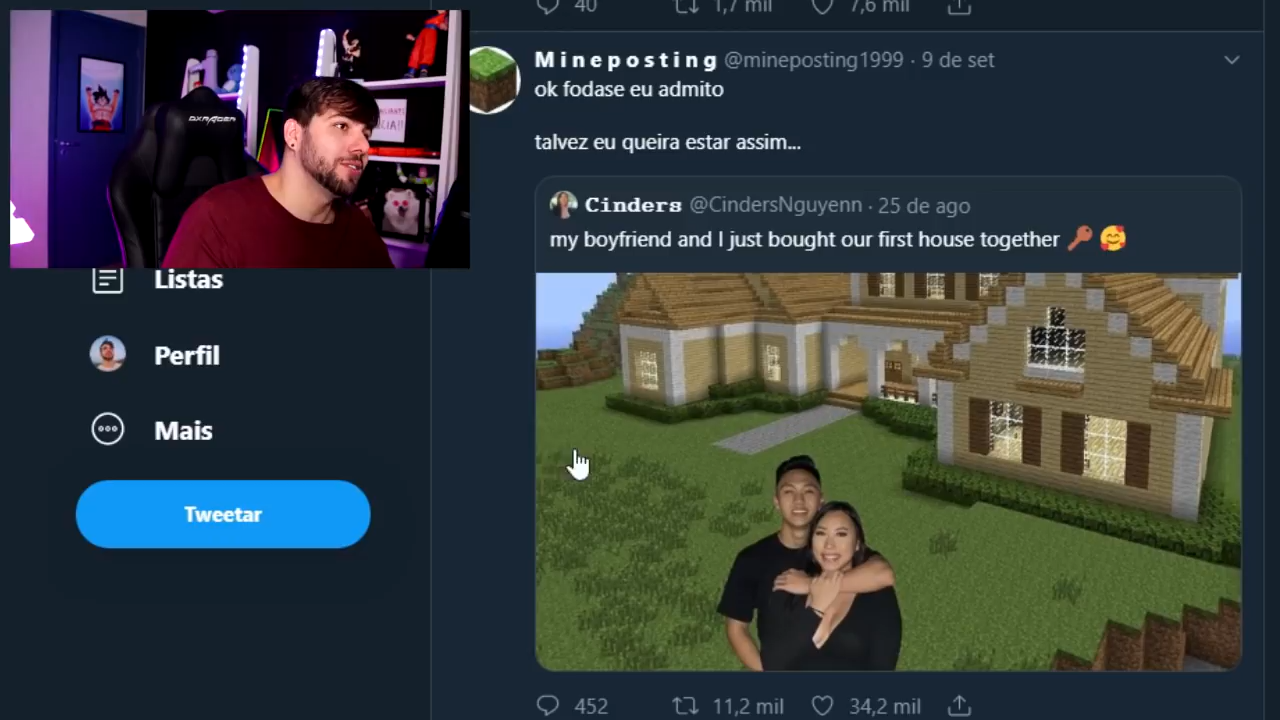 40 1,7 mil 7,6 mil
Mineposting @mineposting1999 · 9 de set
ok fodase eu admito
talvez eu queira estar assim...
Cinders @CindersNguyenn · 25 de ago
my boyfriend and I just bought our first house together 🔑 🥰
DXRACER
Listas
Perfil
Mais
Tweetar
452 11,2 mil 34,2 mil